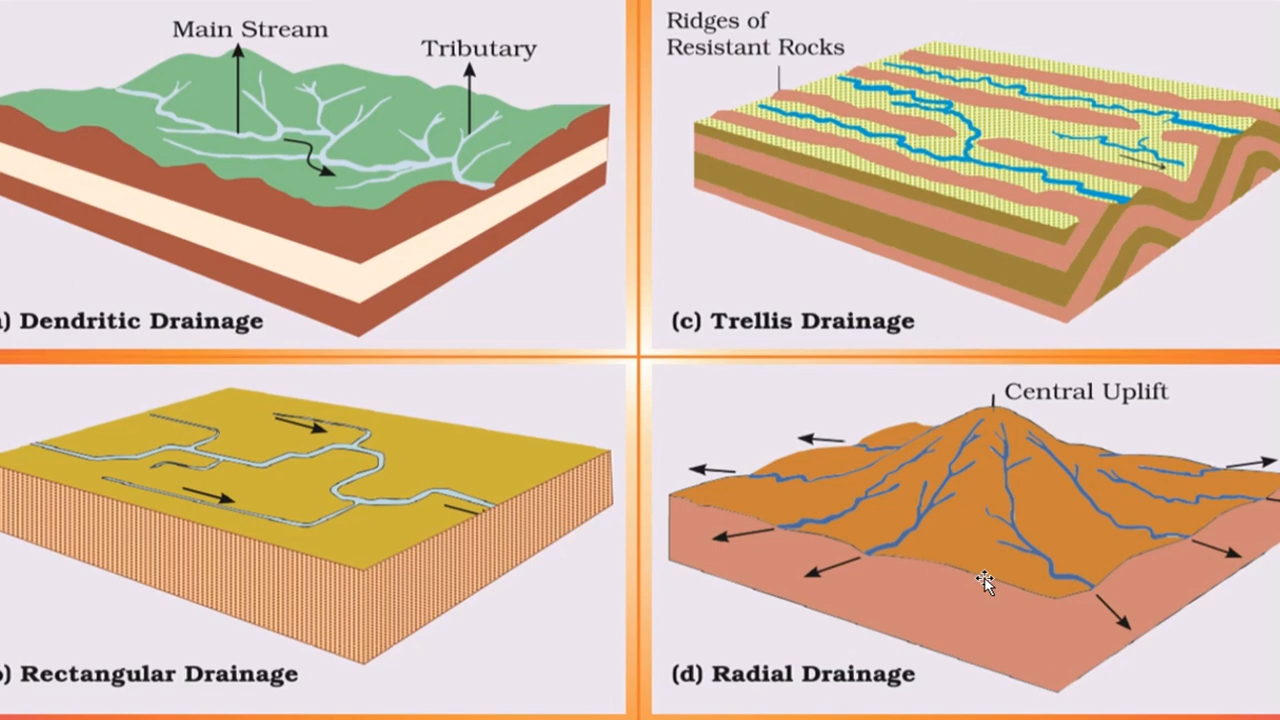 Main Stream
Tributary
) Dendritic Drainage
Ridges of
Resistant Rocks
(c) Trellis Drainage
) Rectangular Drainage
Central Uplift
(d) Radial Drainage